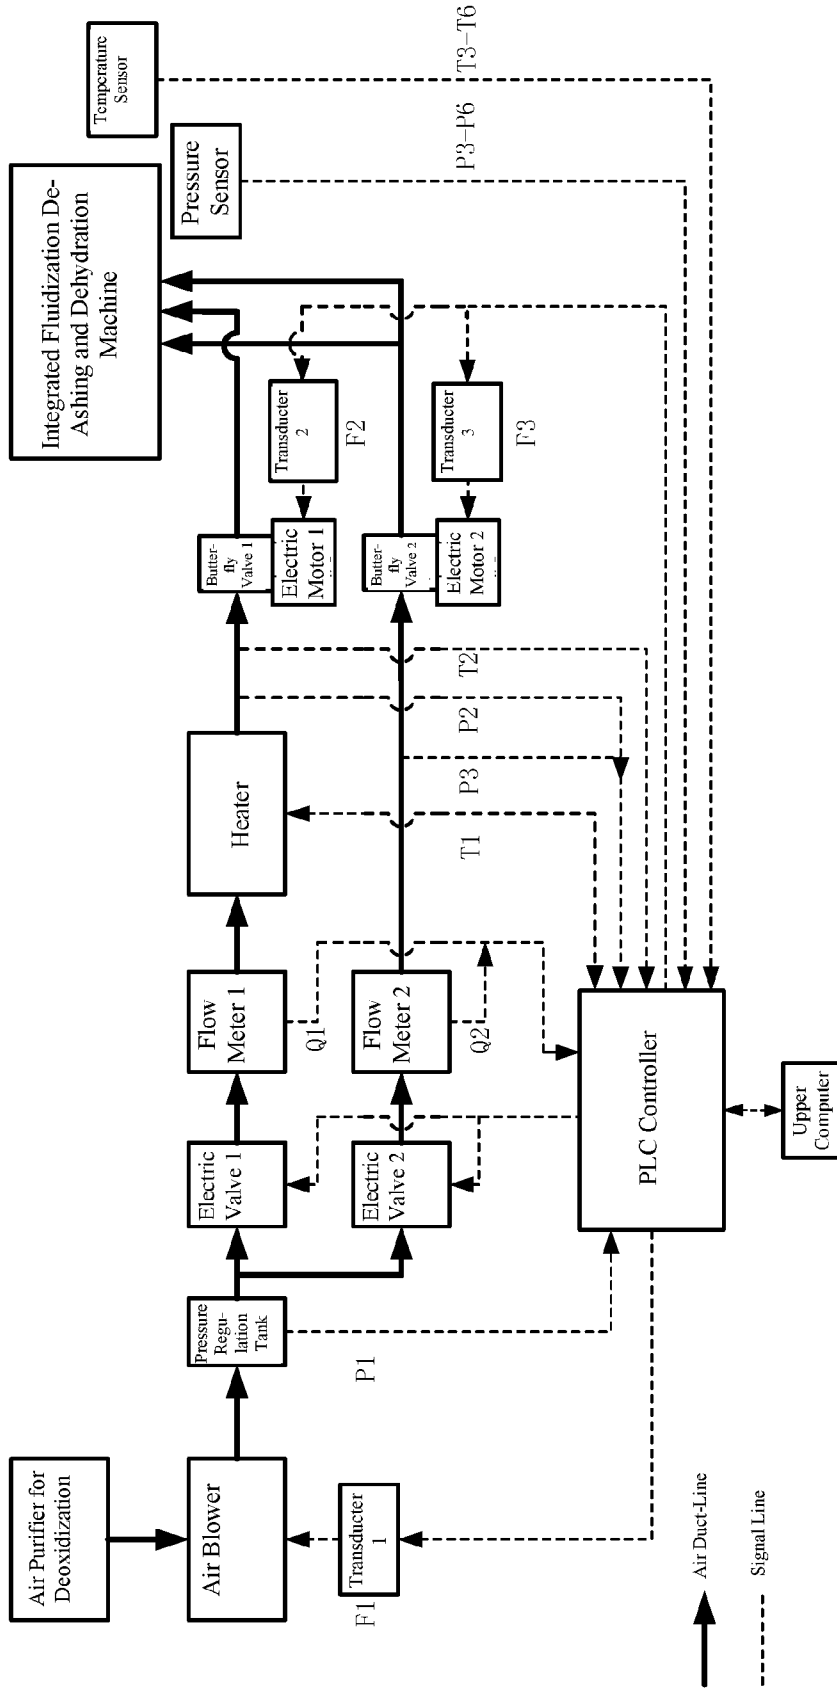 Air Purifier for
Deoxidization
Integrated Fluidization De-
Ashing and Dehydration
Machine
Temperature
Sensor
Pressure
Sensor
Air Blower
Pressure
Regu-
lation
Tank
Electric
Valve 1
Flow
Meter 1
Heater
Butter-
fly
Valve 1
Electric
Motor 1
Transducter
2
F2
Transducter
1
F1
P1
Electric
Valve 2
Flow
Meter 2
Q1
Butter-
fly
Valve 2
Electric
Motor 2
Transducter
3
F3
Q2
T1
P3
P2
T2
P3-P6
T3-T6
PLC Controller
Upper
Computer
Air Duct-Line
Signal Line